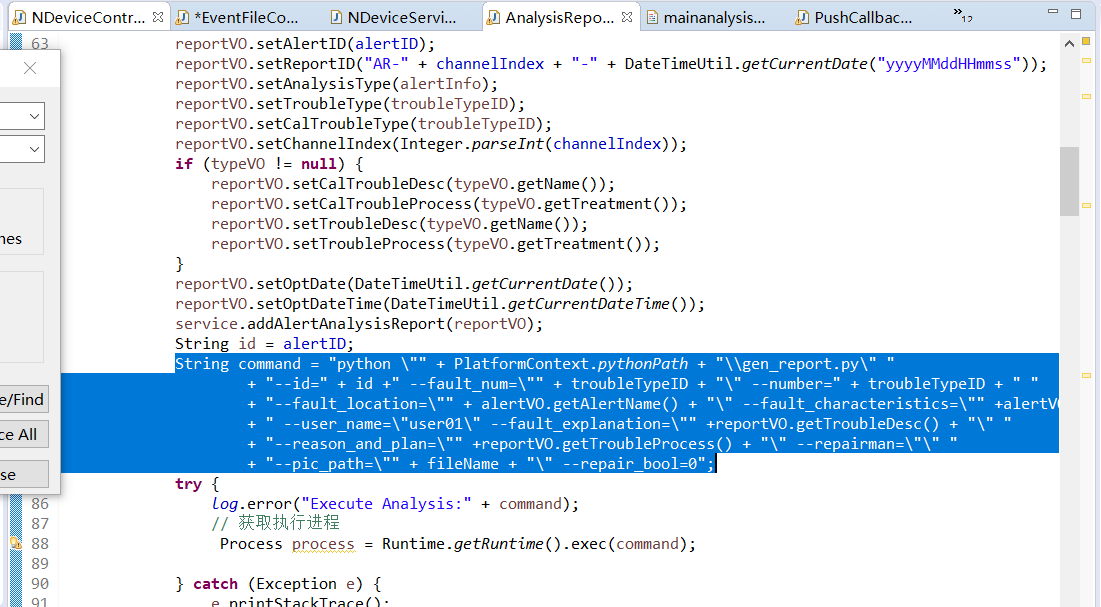 NDeviceContr... *EventFileCo... NDeviceServi... AnalysisRepo... mainanalysis... PushCallbac... »12
63 reportVO.setAlertID(alertID);
reportVO.setReportID("AR-" + channelIndex + "-" + DateTimeUtil.getCurrentDate("yyyyMMddHHmmss"));
reportVO.setAnalysisType(alertInfo);
reportVO.setTroubleType(troubleTypeID);
reportVO.setCalTroubleType(troubleTypeID);
reportVO.setChannelIndex(Integer.parseInt(channelIndex));
if (typeVO != null) {
reportVO.setCalTroubleDesc(typeVO.getName());
reportVO.setCalTroubleProcess(typeVO.getTreatment());
reportVO.setTroubleDesc(typeVO.getName());
nes
reportVO.setTroubleProcess(typeVO.getTreatment());
}
reportVO.setOptDate(DateTimeUtil.getCurrentDate());
reportVO.setOptDateTime(DateTimeUtil.getCurrentDateTime());
service.addAlertAnalysisReport(reportVO);
String id = alertID;
String command = "python \"" + PlatformContext.pythonPath + "\\gen_report.py\" "
+ "--id=" + id +" --fault_num=\"" + troubleTypeID + "\" --number=" + troubleTypeID + " "
e/Find
+ "--fault_location=\"" + alertVO.getAlertName() + "\" --fault_characteristics=\"" +alertVO
+ " --user_name=\"user01\" --fault_explanation=\"" +reportVO.getTroubleDesc() + "\" "
ce All
+ "--reason_and_plan=\"" +reportVO.getTroubleProcess() + "\" --repairman=\"\" "
+ "--pic_path=\"" + fileName + "\" --repair_bool=0";
se
try {
86 log.error("Execute Analysis:" + command);
87 // 获取执行进程
88 Process process = Runtime.getRuntime().exec(command);
89
90 } catch (Exception e) {
91 e.printStackTrace();